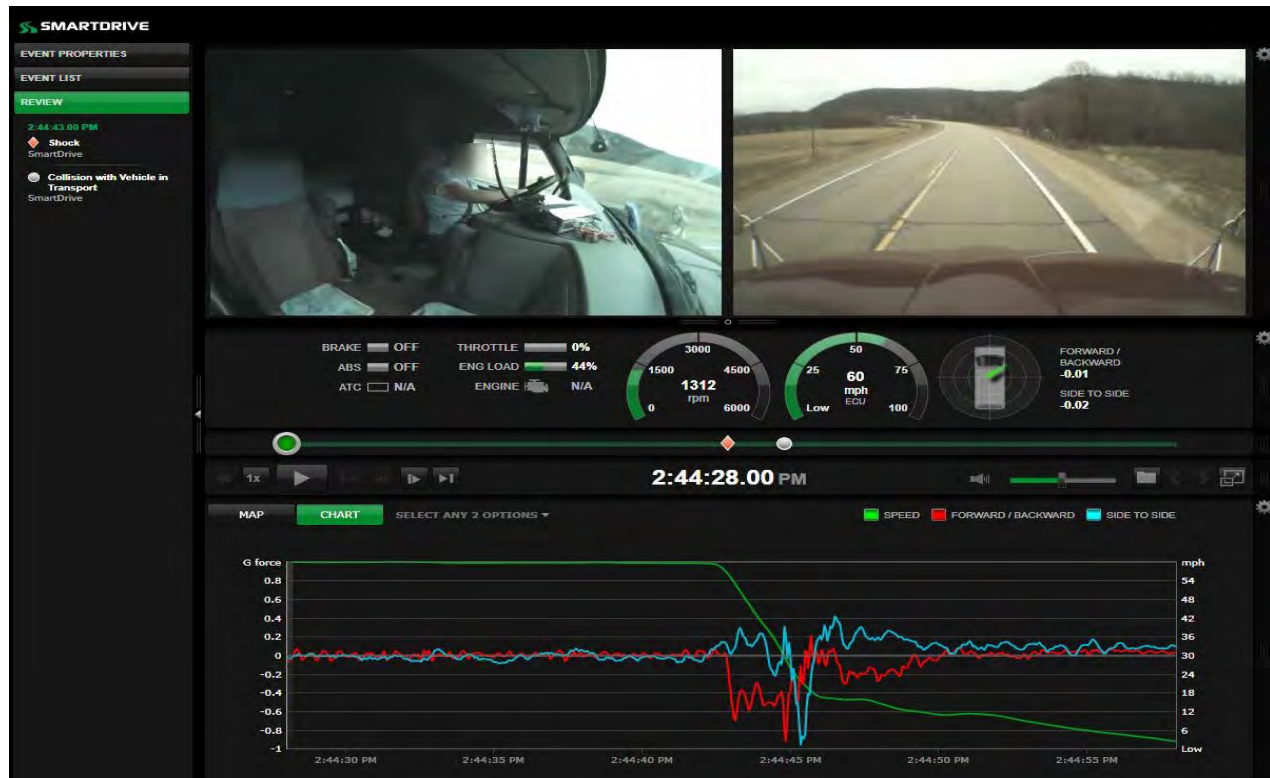 SMARTDRIVE
EVENT PROPERTIES
EVENT LIST
REVIEW
2:44:43.00 PM
Shock
SmartDrive
Collision with Vehicle in
Transport
SmartDrive
BRAKE OFF THROTTLE 0%
ABS OFF ENG LOAD 44%
ATC N/A ENGINE N/A
3000
1500 4500
1312
rpm
0 6000
50
25 75
60
mph
ECU
Low 100
FORWARD /
BACKWARD
-0.01
SIDE TO SIDE
-0.02
1x
2:44:28.00 PM
MAP CHART SELECT ANY 2 OPTIONS
SPEED FORWARD / BACKWARD SIDE TO SIDE
G force mph
0.8 54
0.6 48
0.4 42
0.2 36
0 30
-0.2 24
-0.4 18
-0.6 12
-0.8 6
-1 Low
2:44:30 PM 2:44:35 PM 2:44:40 PM 2:44:45 PM 2:44:50 PM 2:44:55 PM